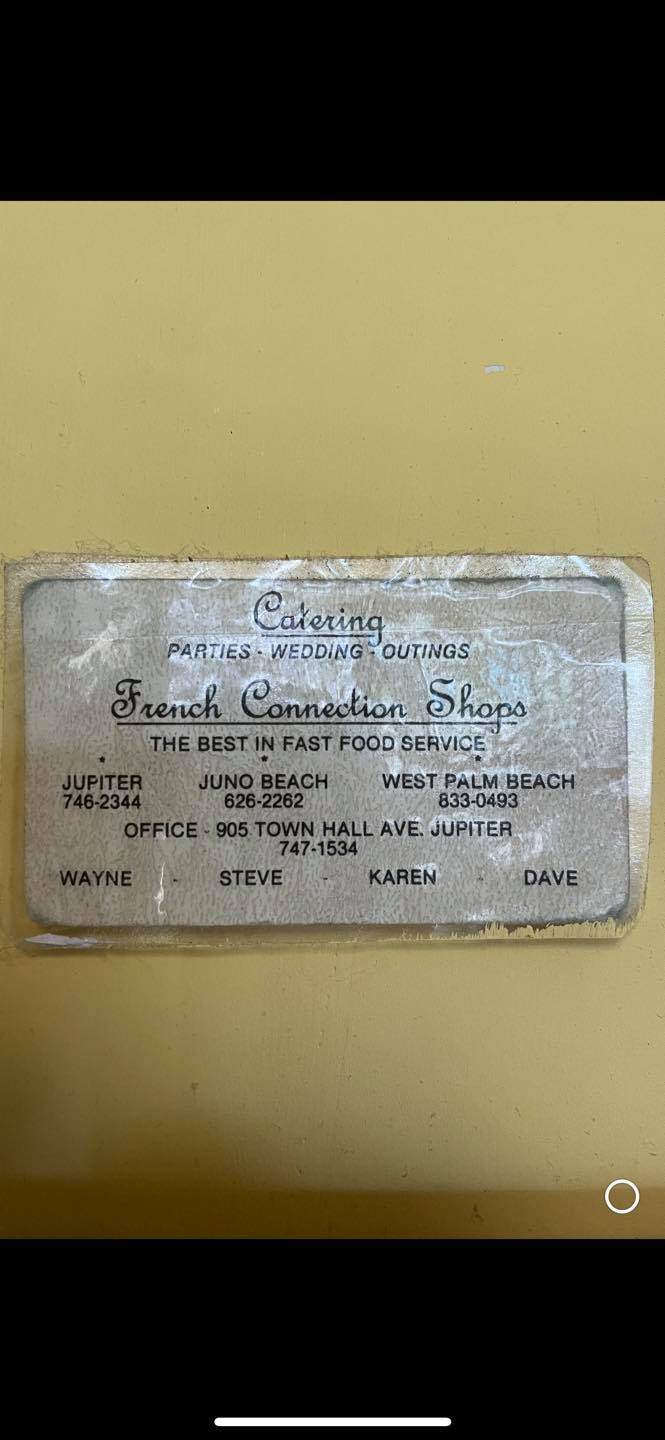 Catering
PARTIES - WEDDING - OUTINGS
French Connection Shops
THE BEST IN FAST FOOD SERVICE
* * *
JUPITER JUNO BEACH WEST PALM BEACH
746-2344 626-2262 833-0493
OFFICE - 905 TOWN HALL AVE. JUPITER
747-1534
WAYNE - STEVE - KAREN - DAVE